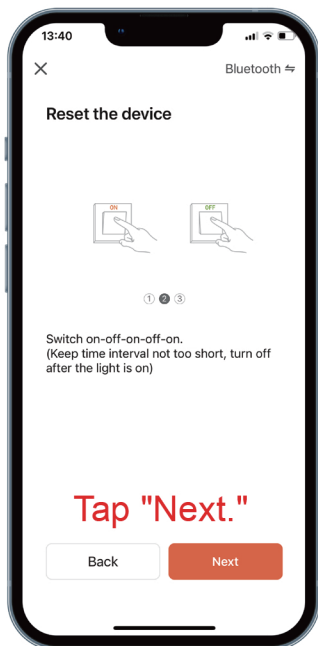 13:40
Bluetooth ⇋
Reset the device
ON
OFF
① ❷ ③
Switch on-off-on-off-on.
(Keep time interval not too short, turn off
after the light is on)
Tap "Next."
Back
Next